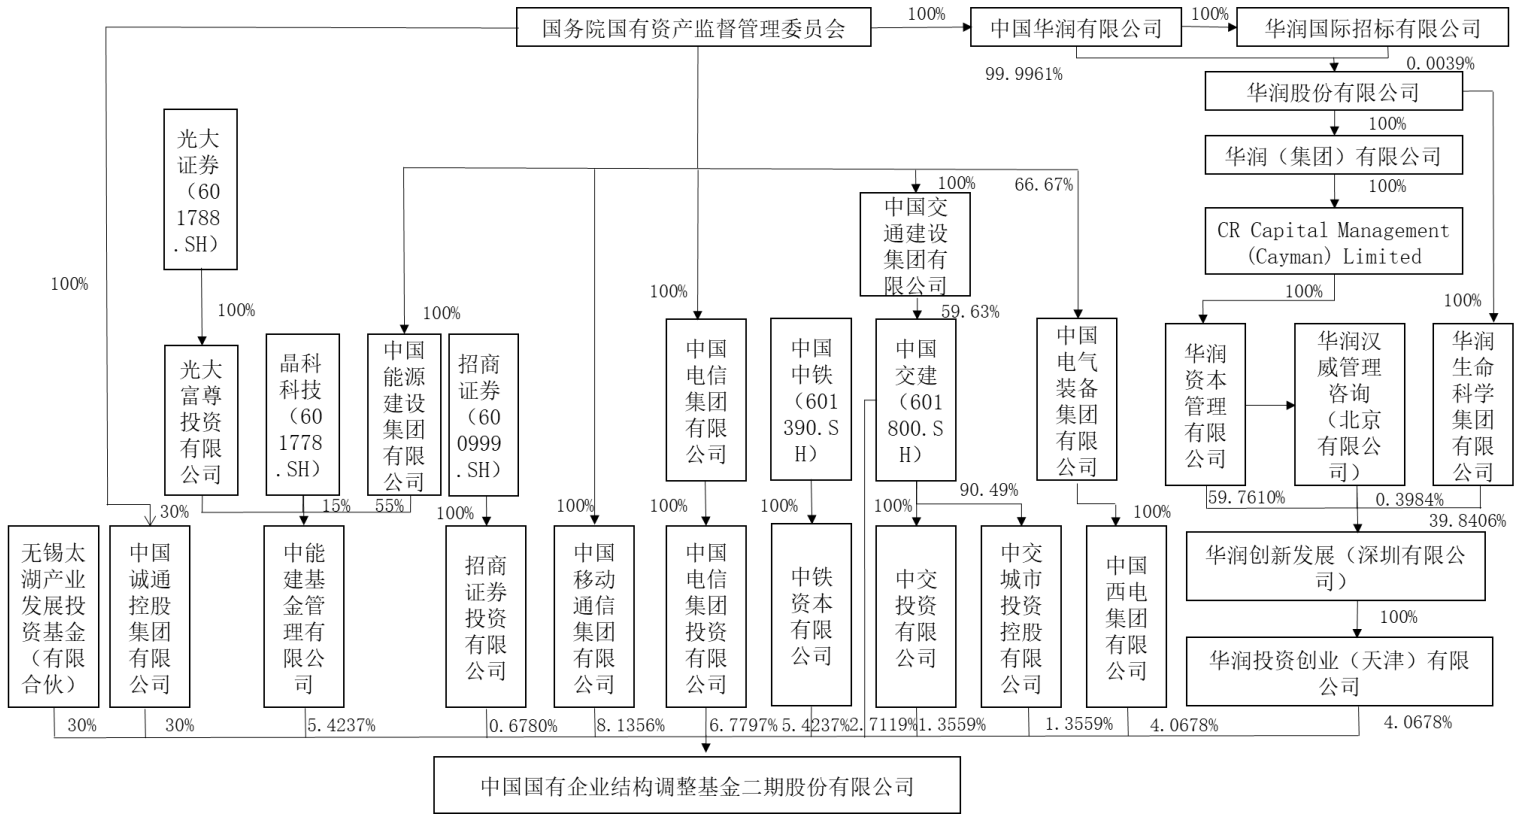 国务院国有资产监督管理委员会
100%
中国华润有限公司
100%
华润国际招标有限公司
99.9961%
0.0039%
华润股份有限公司
100%
华润（集团）有限公司
100%
CR Capital Management
(Cayman) Limited
100%
100%
光大
证券
（60
1788
.SH）
100%
100%
66.67%
中国交
通建设
集团有
限公司
59.63%
100%
100%
100%
光大
富尊
投资
有限
公司
晶科
科技
（60
1778
.SH）
中国
能源
建设
集团
有限
公司
招商
证券
（60
0999
.SH）
中国
电信
集团
有限
公司
中国
中铁
（601
390.S
H）
中国
交建
（601
800.S
H）
中国
电气
装备
集团
有限
公司
华润
资本
管理
有限
公司
华润汉
威管理
咨询
（北京
有限公
司）
华润
生命
科学
集团
有限
公司
30%
15%
55%
100%
100%
100%
100%
100%
90.49%
100%
59.7610%
0.3984%
39.8406%
无锡太
湖产业
发展投
资基金
（有限
合伙）
中国
诚通
控股
集团
有限
公司
中能
建基
金管
理有
限公
司
招商
证券
投资
有限
公司
中国
移动
通信
集团
有限
公司
中国
电信
集团
投资
有限
公司
中铁
资本
有限
公司
中交
投资
有限
公司
中交
城市
投资
控股
有限
公司
中国
西电
集团
有限
公司
华润创新发展（深圳有限公
司）
100%
华润投资创业（天津）有限
公司
30%
30%
5.4237%
0.6780%
8.1356%
6.7797%
5.4237%
2.7119%
1.3559%
1.3559%
4.0678%
4.0678%
中国国有企业结构调整基金二期股份有限公司